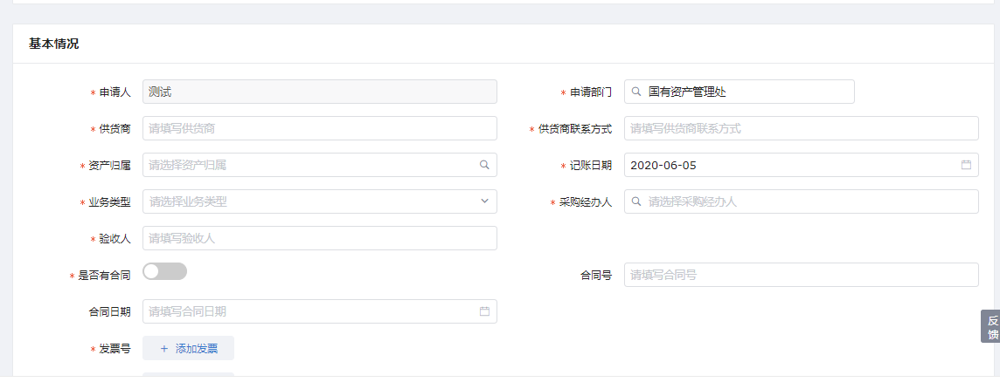 基本情况
* 申请人 测试 * 申请部门 国有资产管理处
* 供货商 请填写供货商 * 供货商联系方式 请填写供货商联系方式
* 资产归属 请选择资产归属 * 记账日期 2020-06-05
* 业务类型 请选择业务类型 * 采购经办人 请选择采购经办人
* 验收人 请填写验收人
* 是否有合同 合同号 请填写合同号
合同日期 请填写合同日期
反馈
* 发票号 + 添加发票